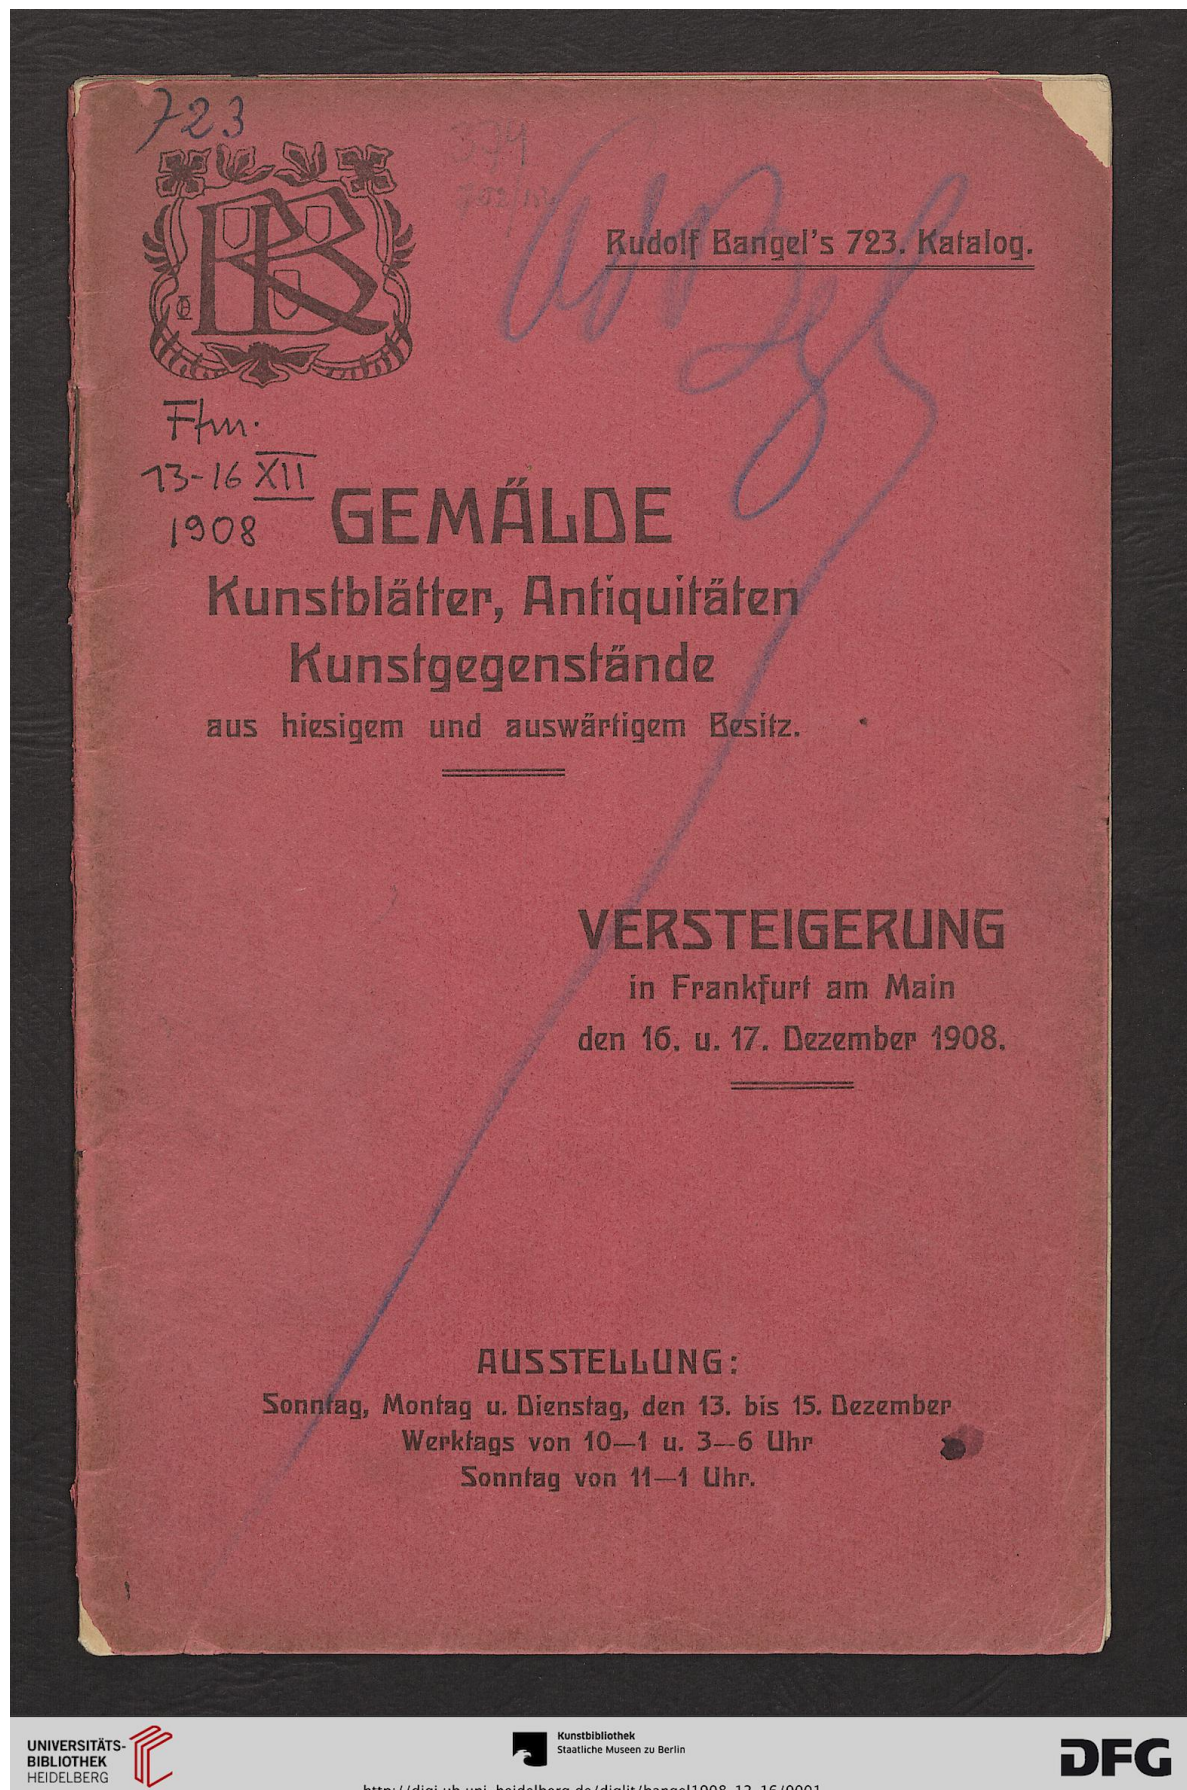 723
Rudolf Bangel's 723. Katalog.
13-16 XII
1908
GEMÄLDE
Kunstblätter, Antiquitäten
Kunstgegenstände
aus hiesigem und auswärtigem Besitz.
VERSTEIGERUNG
in Frankfurt am Main
den 16. u. 17. Dezember 1908.
AUSSTELLUNG:
Sonntag, Montag u. Dienstag, den 13. bis 15. Dezember
Werktags von 10—1 u. 3—6 Uhr
Sonntag von 11—1 Uhr.
UNIVERSITÄTS-
BIBLIOTHEK
HEIDELBERG
Kunstbibliothek
Staatliche Museen zu Berlin
DFG